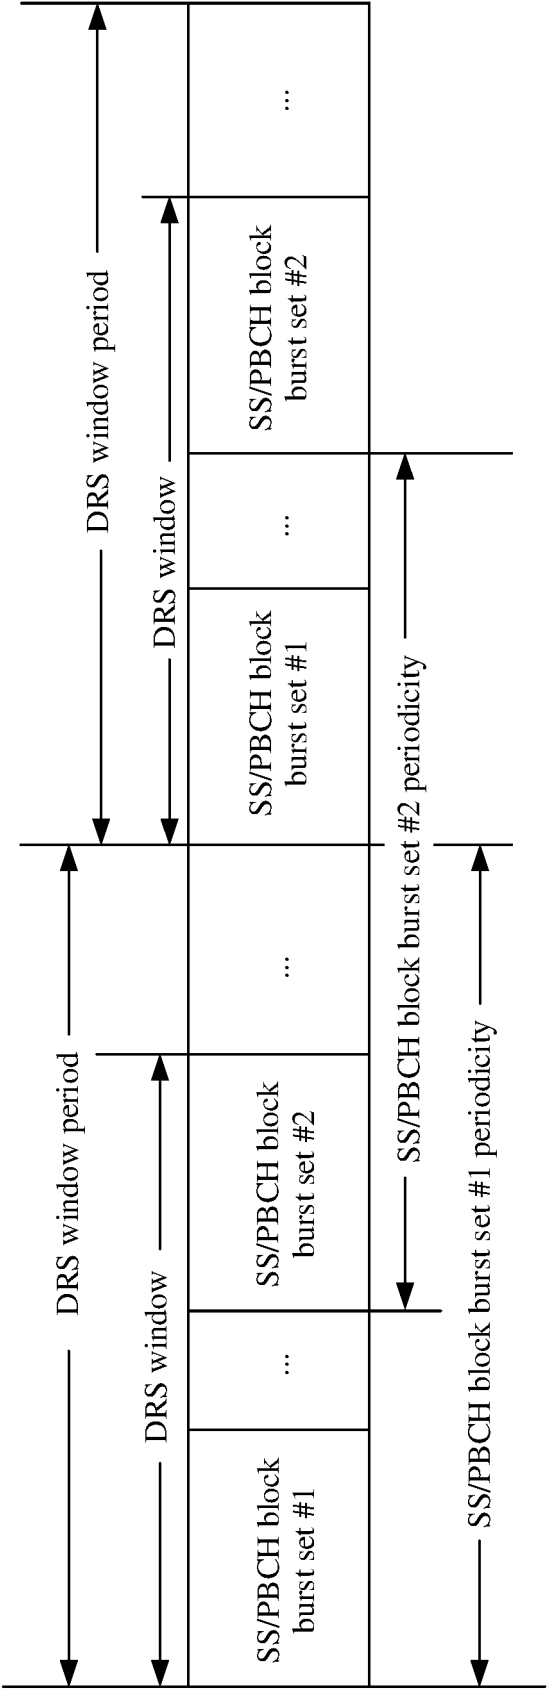 DRS window period
DRS window period
DRS window
DRS window
SS/PBCH block
burst set #1
...
SS/PBCH block
burst set #2
...
SS/PBCH block
burst set #1
...
SS/PBCH block
burst set #2
...
SS/PBCH block burst set #2 periodicity
SS/PBCH block burst set #1 periodicity